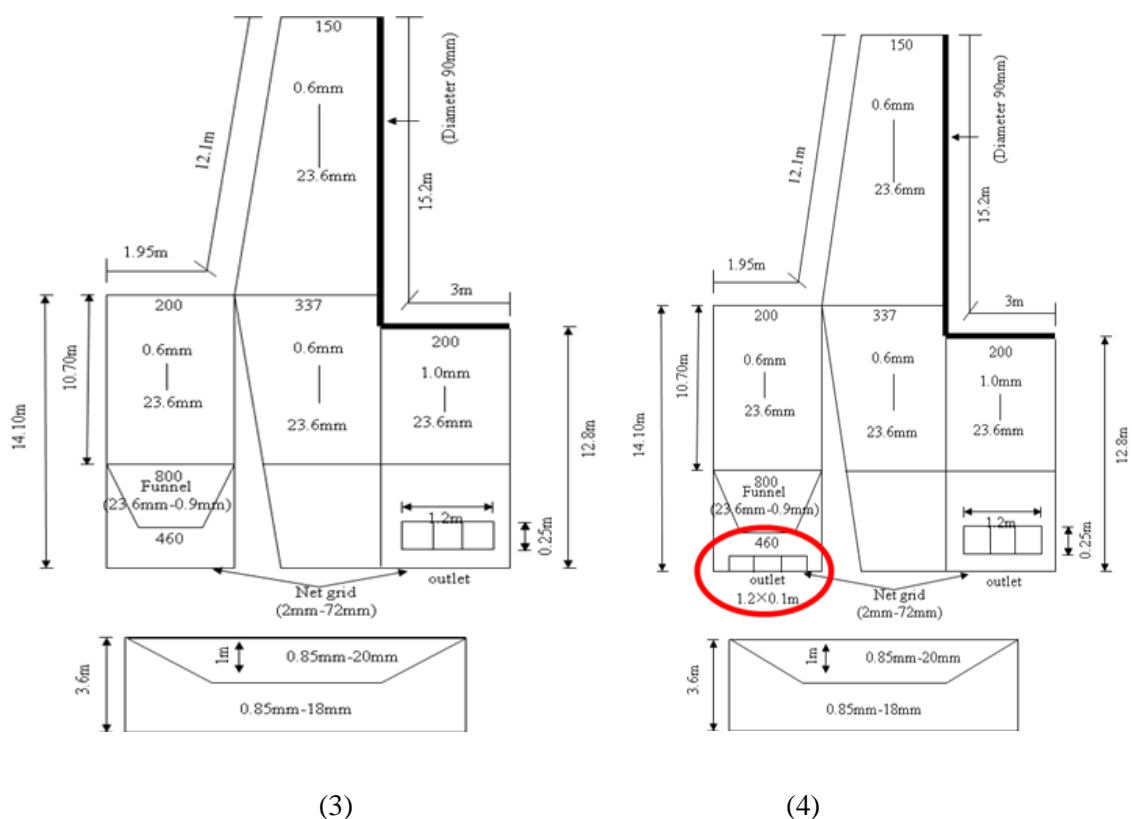 150
0.6mm
23.6mm
12.1m
(Diameter 90mm)
15.2m
1.95m
3m
200
337
200
0.6mm
23.6mm
0.6mm
23.6mm
1.0mm
23.6mm
10.70m
14.10m
12.8m
800
Funnel
(23.6mm-0.9mm)
460
1.2m
0.25m
outlet
Net grid
(2mm-72mm)
3.6m
1m
0.85mm-20mm
0.85mm-18mm
(3)
150
0.6mm
23.6mm
12.1m
(Diameter 90mm)
15.2m
1.95m
3m
200
337
200
0.6mm
23.6mm
0.6mm
23.6mm
1.0mm
23.6mm
10.70m
14.10m
12.8m
800
Funnel
(23.6mm-0.9mm)
460
1.2m
0.25m
outlet
1.2×0.1m
outlet
Net grid
(2mm-72mm)
3.6m
1m
0.85mm-20mm
0.85mm-18mm
(4)